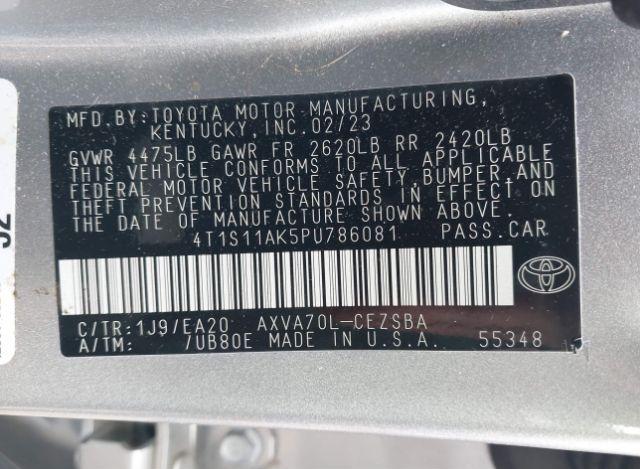 MFD.BY:TOYOTA MOTOR MANUFACTURING,
KENTUCKY,INC.02/23
GVWR 4475LB GAWR FR 2620LB RR 2420LB
THIS VEHICLE CONFORMS TO ALL APPLICABLE
FEDERAL MOTOR VEHICLE SAFETY,BUMPER,AND
THEFT PREVENTION STANDARDS IN EFFECT ON
THE DATE OF MANUFACTURE SHOWN ABOVE.
4T1S11AK5PU786081 PASS.CAR
C/TR:1J9/EA20 AXVA70L-CEZSBA
A/TM: /UB80E MADE IN U.S.A. 55348